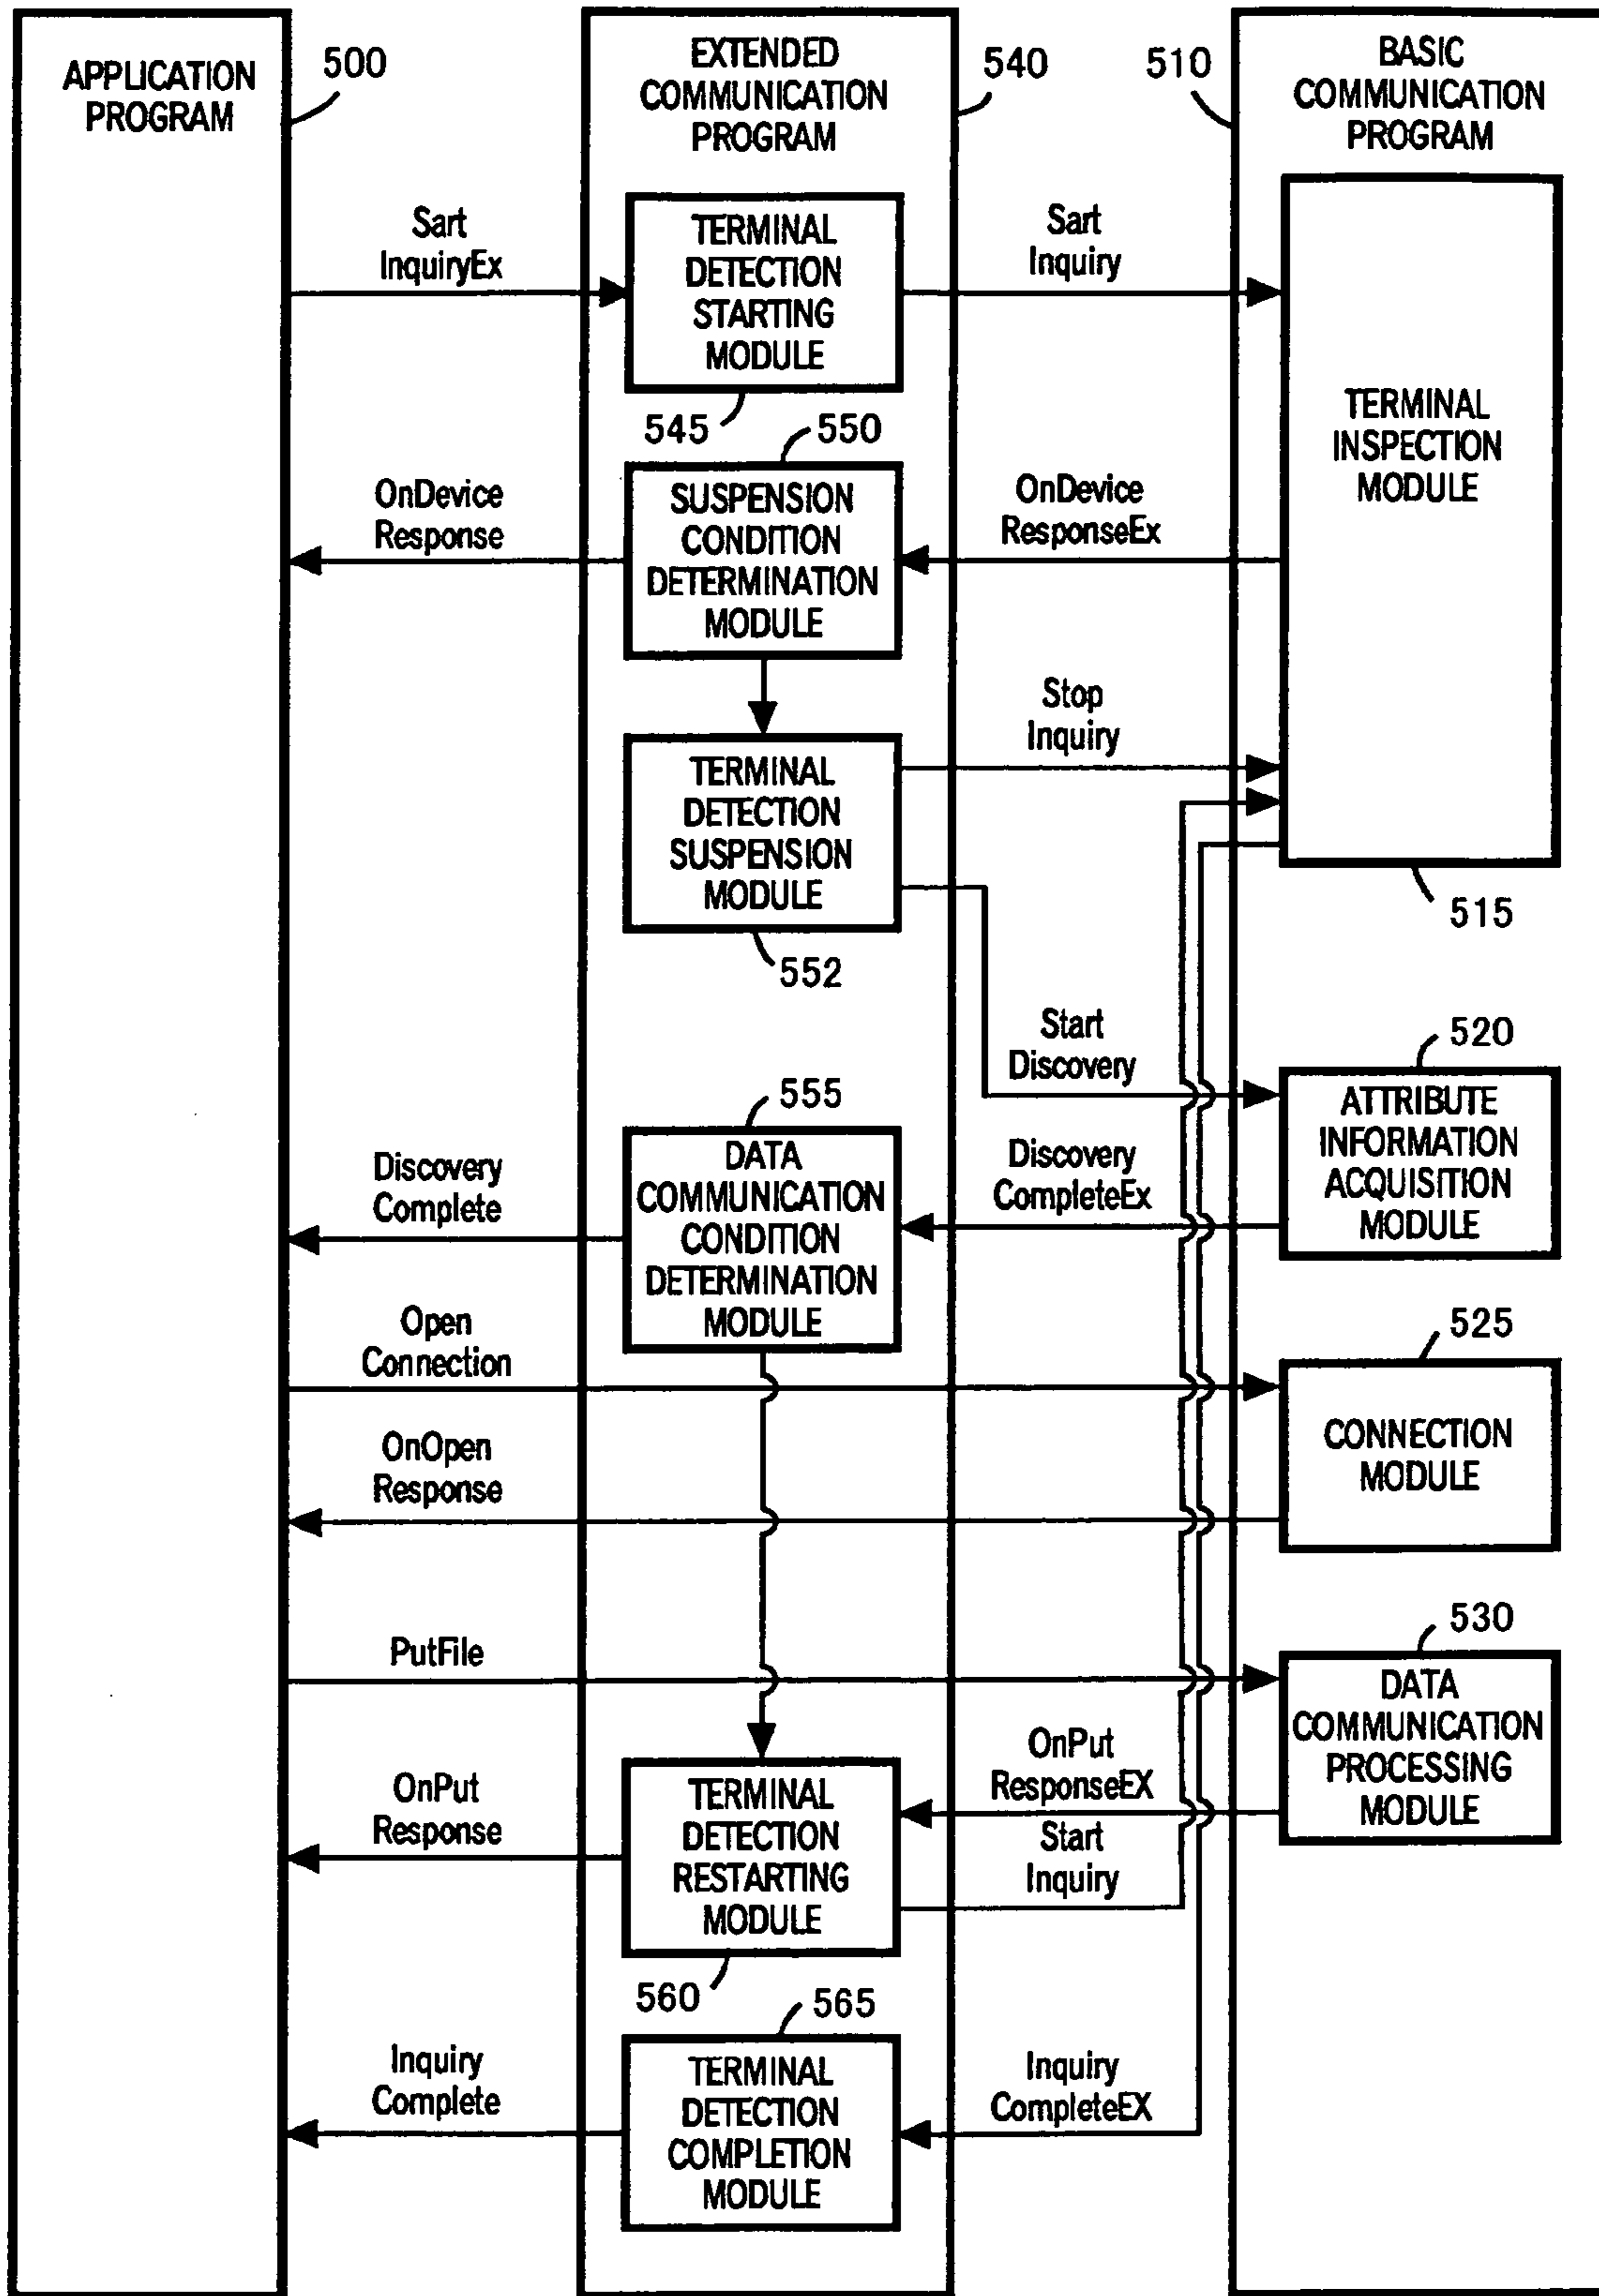 APPLICATION
PROGRAM
500
EXTENDED
COMMUNICATION
PROGRAM
540
510
BASIC
COMMUNICATION
PROGRAM
Sart
InquiryEx
TERMINAL
DETECTION
STARTING
MODULE
545
Sart
Inquiry
TERMINAL
INSPECTION
MODULE
515
OnDevice
Response
550
SUSPENSION
CONDITION
DETERMINATION
MODULE
OnDevice
ResponseEx
Stop
Inquiry
TERMINAL
DETECTION
SUSPENSION
MODULE
552
Start
Discovery
520
ATTRIBUTE
INFORMATION
ACQUISITION
MODULE
Discovery
Complete
555
DATA
COMMUNICATION
CONDITION
DETERMINATION
MODULE
Discovery
CompleteEx
Open
Connection
525
CONNECTION
MODULE
OnOpen
Response
PutFile
530
DATA
COMMUNICATION
PROCESSING
MODULE
OnPut
Response
TERMINAL
DETECTION
RESTARTING
MODULE
560
OnPut
ResponseEX
Start
Inquiry
Inquiry
Complete
565
TERMINAL
DETECTION
COMPLETION
MODULE
Inquiry
CompleteEX